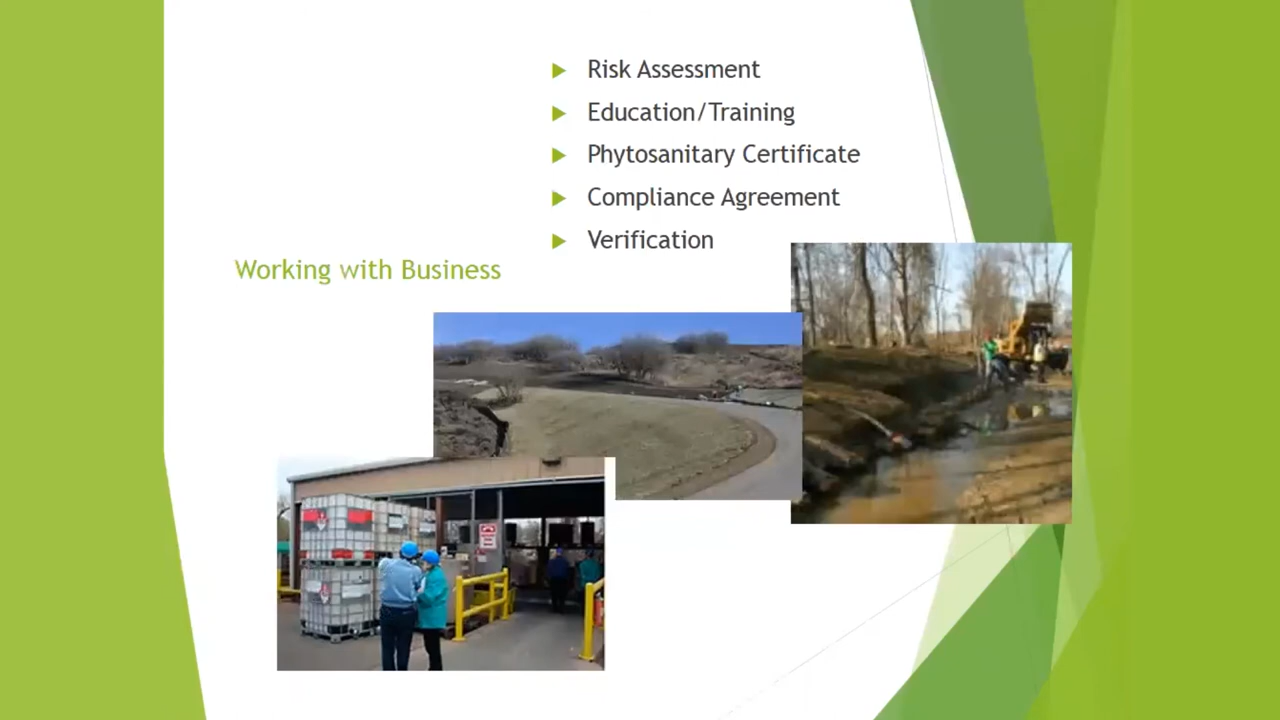 Risk Assessment
Education/Training
Phytosanitary Certificate
Compliance Agreement
Verification
Working with Business